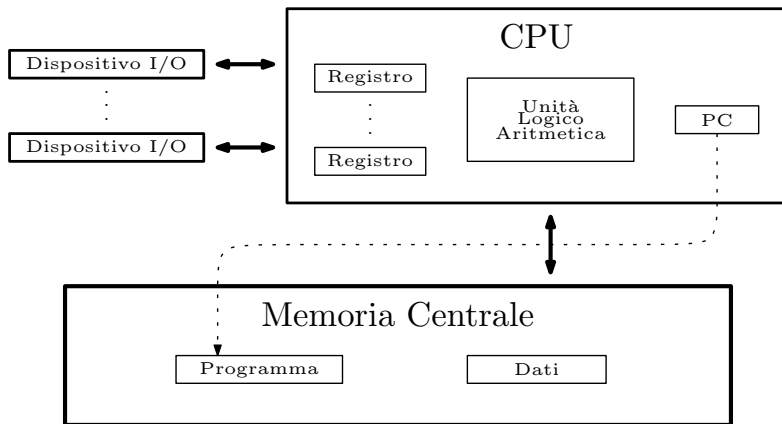 CPU
Dispositivo I/O
Registro
Unità
Logico
Aritmetica
PC
Dispositivo I/O
Registro
Memoria Centrale
Programma
Dati